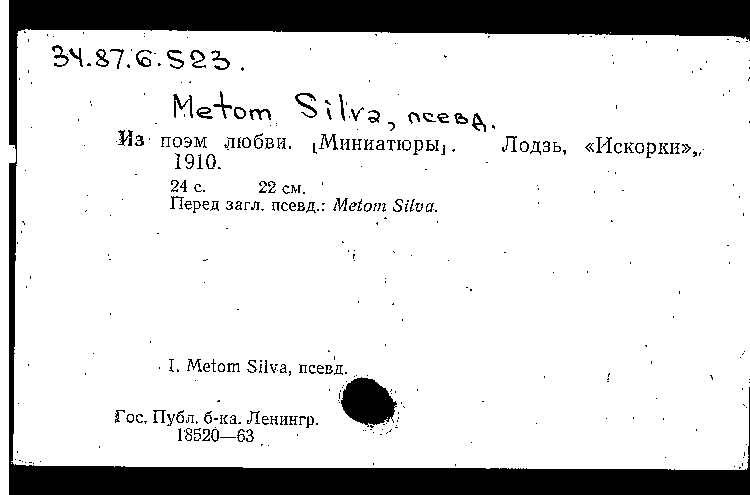 34.87.6.S23.
Metom Silva, псевд.
Из поэм любви. [Миниатюры]. Лодзь, «Искорки»,
1910.
24 с. 22 см.
Перед загл. псевд.: Metom Silva.
I. Metom Silva, псевд.
Гос. Публ. б-ка. Ленингр.
18520—63